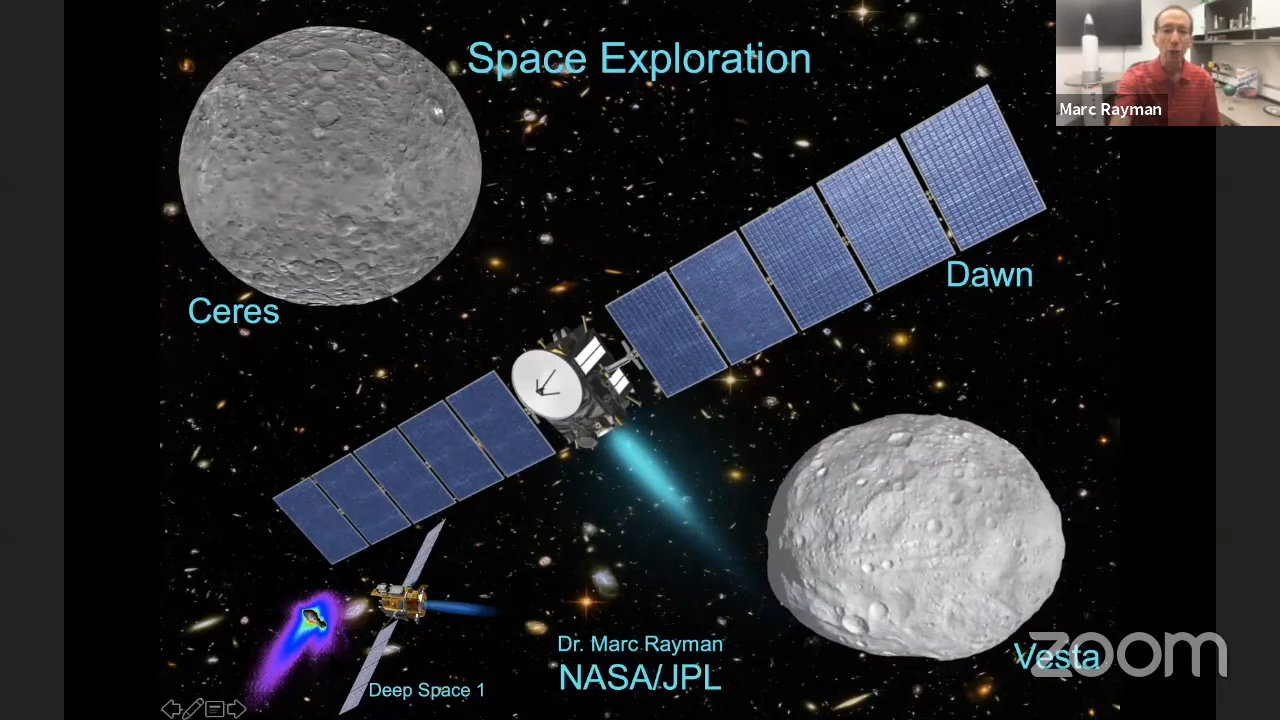 Space Exploration
Marc Rayman
Dawn
Ceres
Dr. Marc Rayman
NASA/JPL
Vesta
zoom
Deep Space 1